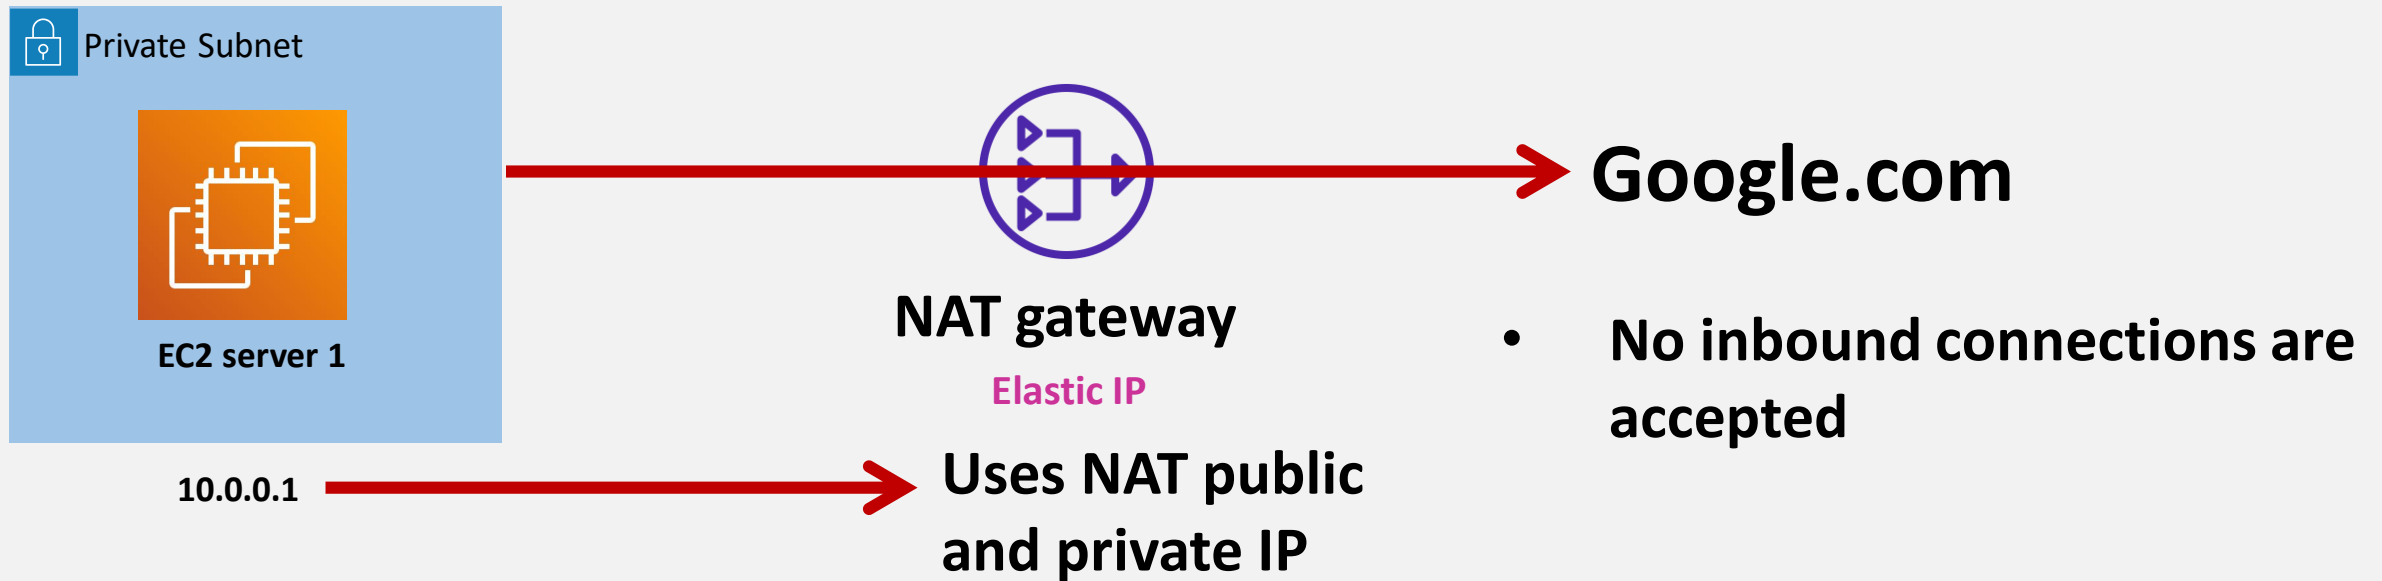 Private Subnet
EC2 server 1
10.0.0.1
NAT gateway
Elastic IP
Uses NAT public
and private IP
Google.com
• No inbound connections are
accepted